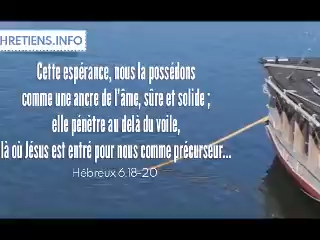 HRETIENS.INFO
Cette espérance, nous la possédons
comme une ancre de l'âme, sûre et solide ;
elle pénètre au delà du voile,
là où Jésus est entré pour nous comme précurseur...
Hébreux 6.18-20